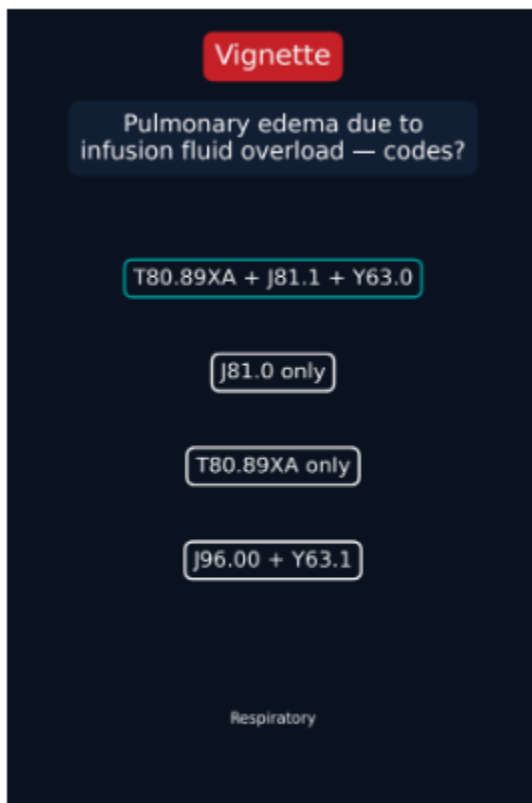 Vignette
Pulmonary edema due to
infusion fluid overload — codes?
T80.89XA + J81.1 + Y63.0
J81.0 only
T80.89XA only
J96.00 + Y63.1
Respiratory